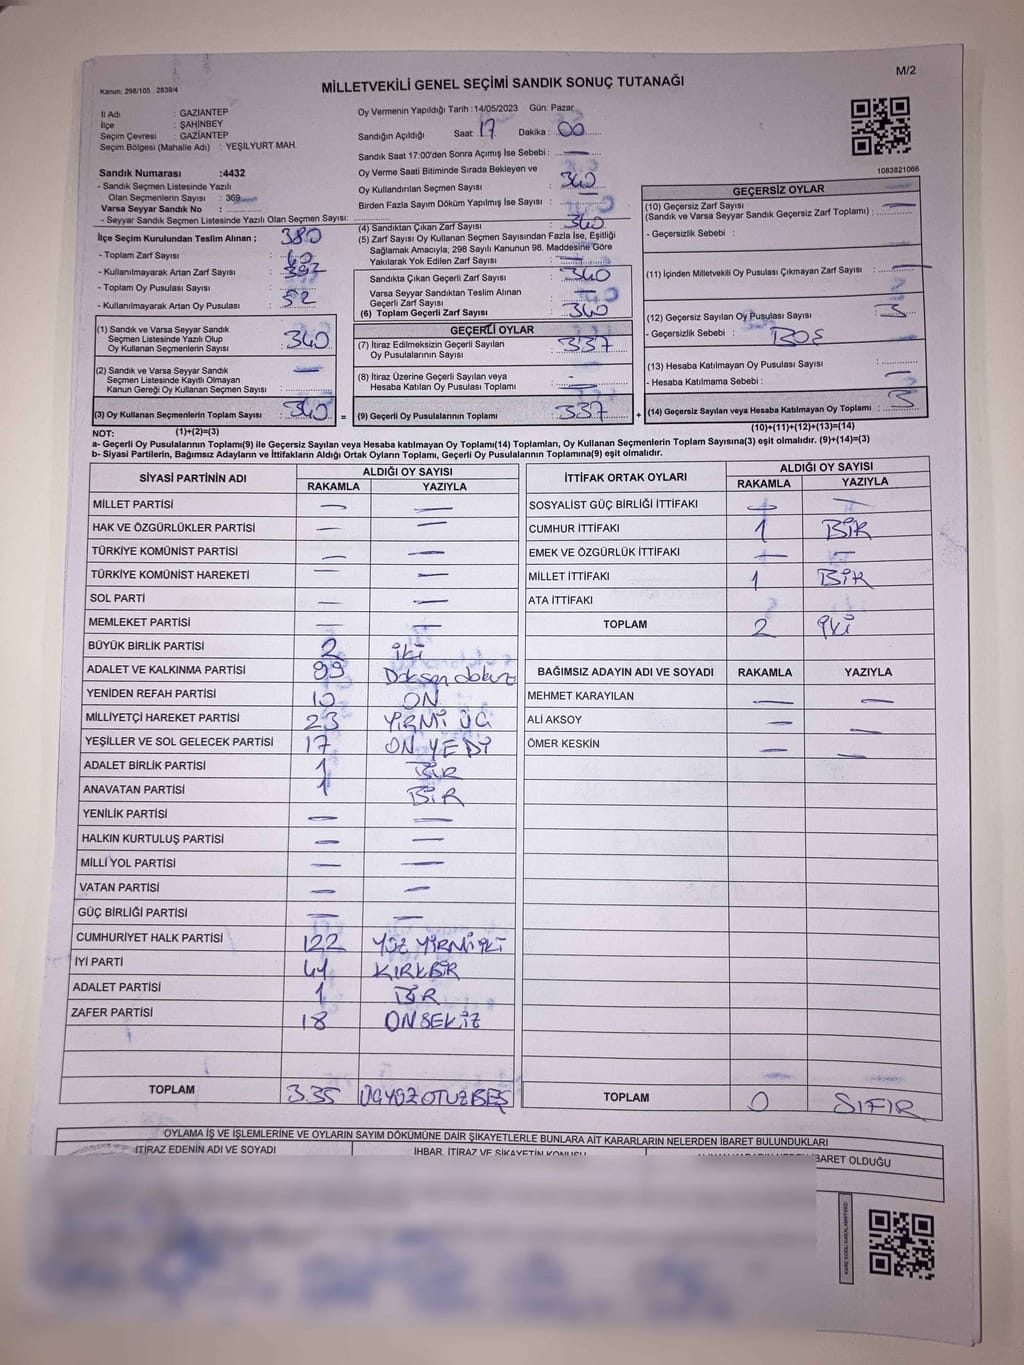 M/2
Kanun: 298/105 , 2839/4
MİLLETVEKİLİ GENEL SEÇİMİ SANDIK SONUÇ TUTANAĞI
İl Adı : GAZİANTEP
İlçe : ŞAHİNBEY
Seçim Çevresi : GAZİANTEP
Seçim Bölgesi (Mahalle Adı) : YEŞİLYURT MAH.
Sandık Numarası :4432
- Sandık Seçmen Listesinde Yazılı
Olan Seçmenlerin Sayısı : 369
Varsa Seyyar Sandık No :
- Seyyar Sandık Seçmen Listesinde Yazılı Olan Seçmen Sayısı:
İlçe Seçim Kurulundan Teslim Alınan ; 380
- Toplam Zarf Sayısı :
- Kullanılmayarak Artan Zarf Sayısı :
- Toplam Oy Pusulası Sayısı :
- Kullanılmayarak Artan Oy Pusulası : 52
(1) Sandık ve Varsa Seyyar Sandık
Seçmen Listesinde Yazılı Olup
Oy Kullanan Seçmenlerin Sayısı : 340
(2) Sandık ve Varsa Seyyar Sandık
Seçmen Listesinde Kayıtlı Olmayan
Kanun Gereği Oy Kullanan Seçmen Sayısı : —
(3) Oy Kullanan Seçmenlerin Toplam Sayısı : 340 =
(1)+(2)=(3)
Oy Vermenin Yapıldığı Tarih :14/05/2023 Gün: Pazar
Sandığın Açıldığı Saat: 17 Dakika : 00
Sandık Saat 17:00'den Sonra Açımış İse Sebebi : —
Oy Verme Saati Bitiminde Sırada Bekleyen ve
Oy Kullandırılan Seçmen Sayısı : 340
Birden Fazla Sayım Döküm Yapılmış İse Sayısı : —
(4) Sandıktan Çıkan Zarf Sayısı : 340
(5) Zarf Sayısı Oy Kullanan Seçmen Sayısından Fazla İse, Eşitliği
Sağlamak Amacıyla; 298 Sayılı Kanunun 98. Maddesine Göre
Yakılarak Yok Edilen Zarf Sayısı : —
Sandıkta Çıkan Geçerli Zarf Sayısı : 340
Varsa Seyyar Sandıktan Teslim Alınan
Geçerli Zarf Sayısı : —
(6) Toplam Geçerli Zarf Sayısı : 340
GEÇERLİ OYLAR
(7) İtiraz Edilmeksizin Geçerli Sayılan
Oy Pusulalarının Sayısı : 337
(8) İtiraz Üzerine Geçerli Sayılan veya
Hesaba Katılan Oy Pusulası Toplamı : —
(9) Geçerli Oy Pusulalarının Toplamı : 337 +
1083821066
GEÇERSİZ OYLAR
(10) Geçersiz Zarf Sayısı
(Sandık ve Varsa Seyyar Sandık Geçersiz Zarf Toplamı) : —
- Geçersizlik Sebebi :
(11) İçinden Milletvekili Oy Pusulası Çıkmayan Zarf Sayısı : —
(12) Geçersiz Sayılan Oy Pusulası Sayısı : 3
- Geçersizlik Sebebi : BOŞ
(13) Hesaba Katılmayan Oy Pusulası Sayısı :
- Hesaba Katılmama Sebebi : —
(14) Geçersiz Sayılan veya Hesaba Katılmayan Oy Toplamı : 3
(10)+(11)+(12)+(13)=(14)
NOT:
a- Geçerli Oy Pusulalarının Toplamı(9) ile Geçersiz Sayılan veya Hesaba katılmayan Oy Toplamı(14) Toplamları, Oy Kullanan Seçmenlerin Toplam Sayısına(3) eşit olmalıdır. (9)+(14)=(3)
b- Siyasi Partilerin, Bağımsız Adayların ve İttifakların Aldığı Ortak Oyların Toplamı, Geçerli Oy Pusulalarının Toplamına(9) eşit olmalıdır.
SİYASİ PARTİNİN ADI ALDIĞI OY SAYISI
RAKAMLA YAZIYLA
MİLLET PARTİSİ — —
HAK VE ÖZGÜRLÜKLER PARTİSİ — —
TÜRKİYE KOMÜNİST PARTİSİ — —
TÜRKİYE KOMÜNİST HAREKETİ — —
SOL PARTİ — —
MEMLEKET PARTİSİ — —
BÜYÜK BİRLİK PARTİSİ 2 iki
ADALET VE KALKINMA PARTİSİ 99 Doksan dokuz
YENİDEN REFAH PARTİSİ 10 ON
MİLLİYETÇİ HAREKET PARTİSİ 23 YİRMİ ÜÇ
YEŞİLLER VE SOL GELECEK PARTİSİ 17 ON YEDİ
ADALET BİRLİK PARTİSİ 1 BİR
ANAVATAN PARTİSİ 1 BİR
YENİLİK PARTİSİ — —
HALKIN KURTULUŞ PARTİSİ — —
MİLLİ YOL PARTİSİ — —
VATAN PARTİSİ — —
GÜÇ BİRLİĞİ PARTİSİ — —
CUMHURİYET HALK PARTİSİ 122 YÜZ YİRMİ İKİ
İYİ PARTİ 41 KIRKBİR
ADALET PARTİSİ 1 BİR
ZAFER PARTİSİ 18 ONSEKİZ
TOPLAM 3.35 ÜÇYÜZOTUZBEŞ
İTTİFAK ORTAK OYLARI ALDIĞI OY SAYISI
RAKAMLA YAZIYLA
SOSYALİST GÜÇ BİRLİĞİ İTTİFAKI — —
CUMHUR İTTİFAKI 1 BİR
EMEK VE ÖZGÜRLÜK İTTİFAKI — —
MİLLET İTTİFAKI 1 BİR
ATA İTTİFAKI
TOPLAM 2 İKİ
BAĞIMSIZ ADAYIN ADI VE SOYADI RAKAMLA YAZIYLA
MEHMET KARAYILAN — —
ALİ AKSOY — —
ÖMER KESKİN — —
TOPLAM 0 SIFIR
OYLAMA İŞ VE İŞLEMLERİNE VE OYLARIN SAYIM DÖKÜMÜNE DAİR ŞİKAYETLERLE BUNLARA AİT KARARLARIN NELERDEN İBARET BULUNDUKLARI
İTİRAZ EDENİN ADI VE SOYADI İHBAR, İTİRAZ VE ŞİKAYETİN KONUSU İBARET OLDUĞU
KARE KODU KARALAMAYINIZ!